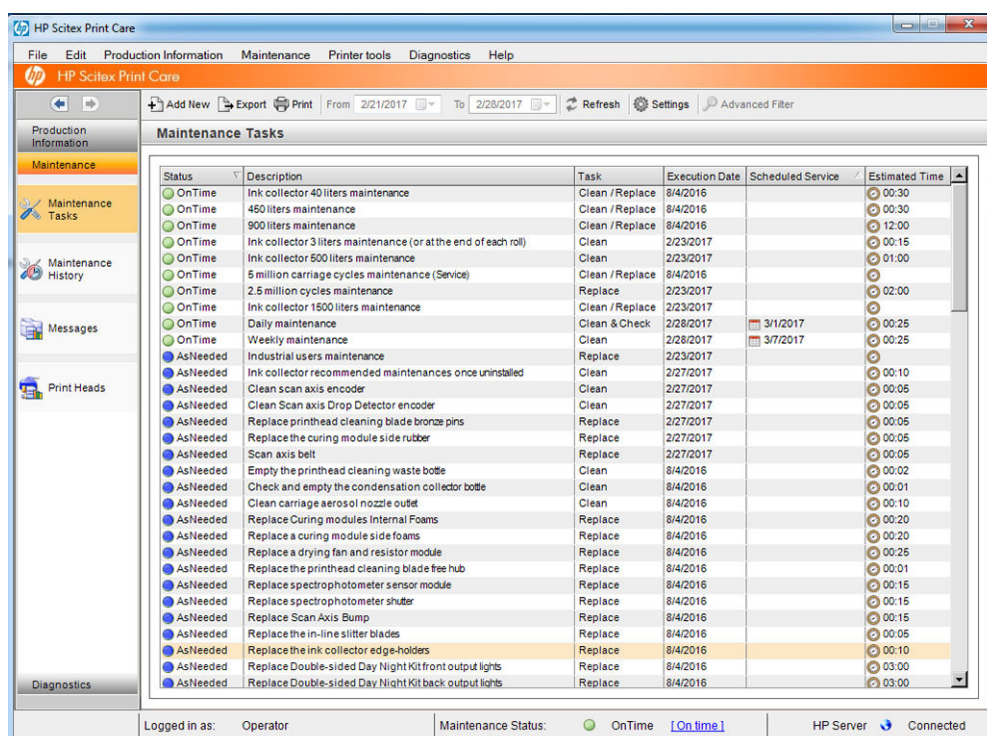 HP Scitex Print Care
File Edit Production Information Maintenance Printer tools Diagnostics Help
HP Scitex Print Care
Add New Export Print From 2/21/2017 To 2/28/2017 Refresh Settings Advanced Filter
Production Information
Maintenance
Maintenance Tasks
Maintenance History
Messages
Print Heads
Diagnostics
Maintenance Tasks
Status Description Task Execution Date Scheduled Service Estimated Time
OnTime Ink collector 40 liters maintenance Clean / Replace 8/4/2016 00:30
OnTime 450 liters maintenance Clean / Replace 8/4/2016 00:30
OnTime 900 liters maintenance Clean / Replace 8/4/2016 12:00
OnTime Ink collector 3 liters maintenance (or at the end of each roll) Clean 2/23/2017 00:15
OnTime Ink collector 500 liters maintenance Clean 2/23/2017 01:00
OnTime 5 million carriage cycles maintenance (Service) Clean / Replace 8/4/2016
OnTime 2.5 million cycles maintenance Replace 2/23/2017 02:00
OnTime Ink collector 1500 liters maintenance Clean / Replace 2/23/2017
OnTime Daily maintenance Clean & Check 2/28/2017 3/1/2017 00:25
OnTime Weekly maintenance Clean 2/28/2017 3/7/2017 00:25
AsNeeded Industrial users maintenance Replace 2/23/2017
AsNeeded Ink collector recommended maintenances once uninstalled Clean 2/27/2017 00:10
AsNeeded Clean scan axis encoder Clean 2/27/2017 00:05
AsNeeded Clean Scan axis Drop Detector encoder Clean 2/27/2017 00:05
AsNeeded Replace printhead cleaning blade bronze pins Replace 2/27/2017 00:05
AsNeeded Replace the curing module side rubber Replace 2/27/2017 00:05
AsNeeded Scan axis belt Replace 2/27/2017 00:05
AsNeeded Empty the printhead cleaning waste bottle Clean 8/4/2016 00:02
AsNeeded Check and empty the condensation collector bottle Clean 8/4/2016 00:01
AsNeeded Clean carriage aerosol nozzle outlet Clean 8/4/2016 00:10
AsNeeded Replace Curing modules Internal Foams Replace 8/4/2016 00:20
AsNeeded Replace a curing module side foams Replace 8/4/2016 00:20
AsNeeded Replace a drying fan and resistor module Replace 8/4/2016 00:25
AsNeeded Replace the printhead cleaning blade free hub Replace 8/4/2016 00:01
AsNeeded Replace spectrophotometer sensor module Replace 8/4/2016 00:15
AsNeeded Replace spectrophotometer shutter Replace 8/4/2016 00:15
AsNeeded Replace Scan Axis Bump Replace 8/4/2016 00:15
AsNeeded Replace the in-line slitter blades Replace 8/4/2016 00:05
AsNeeded Replace the ink collector edge-holders Replace 8/4/2016 00:10
AsNeeded Replace Double-sided Day Night Kit front output lights Replace 8/4/2016 03:00
AsNeeded Replace Double-sided Day Night Kit back output lights Replace 8/4/2016 03:00
Logged in as: Operator Maintenance Status: OnTime [ On time ] HP Server Connected